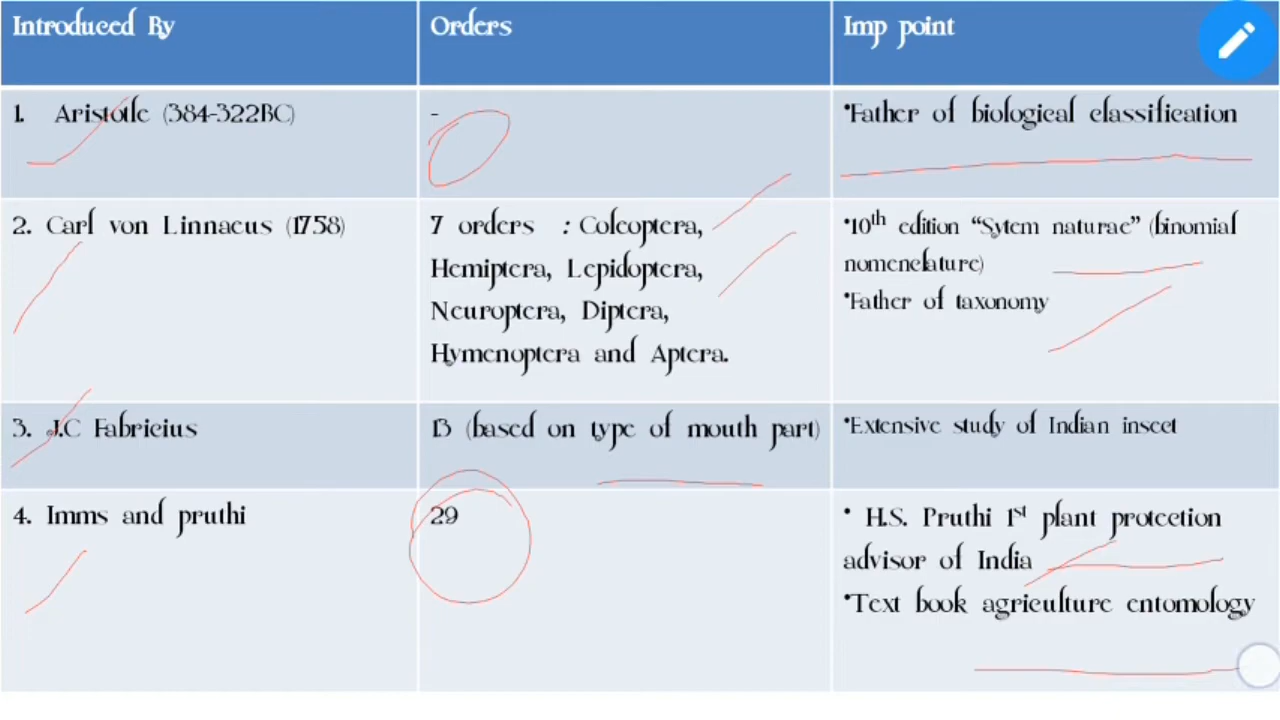 Introduced By
Orders
Imp point
1. Aristotle (384-322BC)
-
•Father of biological classification
2. Carl von Linnaeus (1758)
7 orders : Coleoptera,
Hemiptera, Lepidoptera,
Neuroptera, Diptera,
Hymenoptera and Aptera.
•10th edition “Sytem naturae” (binomial
nomenclature)
•Father of taxonomy
3. J.C Fabricius
13 (based on type of mouth part)
•Extensive study of Indian insect
4. Imms and pruthi
29
• H.S. Pruthi 1st plant protection
advisor of India
•Text book agriculture entomology